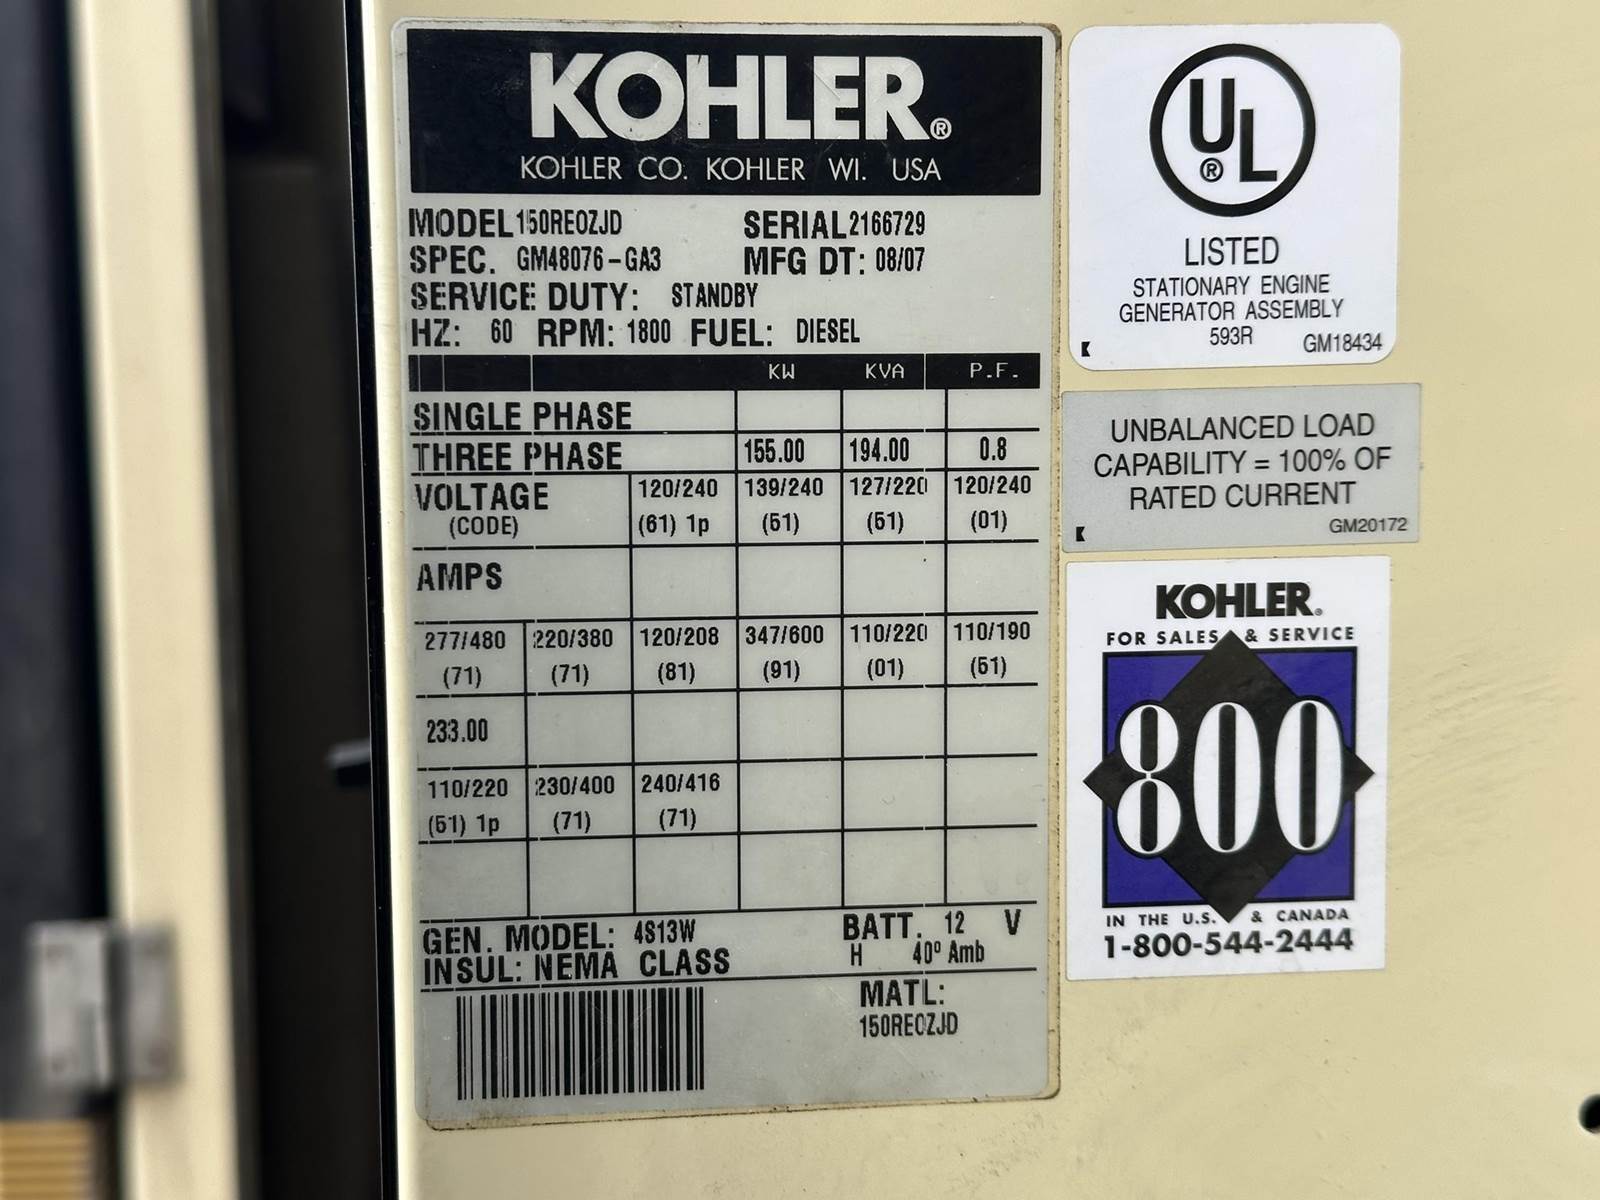 KOHLER®
KOHLER CO. KOHLER WI. USA
MODEL 150REOZJD SERIAL 2166729
SPEC. GM48076-GA3 MFG DT: 08/07
SERVICE DUTY: STANDBY
HZ: 60 RPM: 1800 FUEL: DIESEL
KW KVA P.F.
SINGLE PHASE
THREE PHASE 155.00 194.00 0.8
VOLTAGE 120/240 139/240 127/220 120/240
(CODE) (61) 1p (51) (51) (01)
AMPS
277/480 220/380 120/208 347/600 110/220 110/190
(71) (71) (81) (91) (01) (51)
233.00
110/220 230/400 240/416
(51) 1p (71) (71)
GEN. MODEL: 4S13W BATT. 12 V
INSUL: NEMA CLASS H 40° Amb
MATL:
150REOZJD
UL®
LISTED
STATIONARY ENGINE
GENERATOR ASSEMBLY
593R
GM18434
UNBALANCED LOAD
CAPABILITY = 100% OF
RATED CURRENT
GM20172
KOHLER®
FOR SALES & SERVICE
800
IN THE U.S. & CANADA
1-800-544-2444